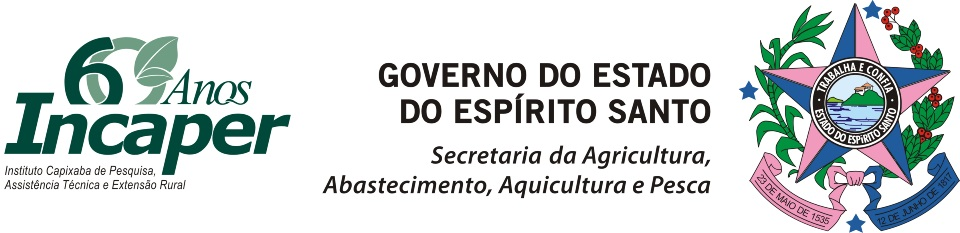 60 Anos
Incaper
Instituto Capixaba de Pesquisa,
Assistência Técnica e Extensão Rural
GOVERNO DO ESTADO
DO ESPÍRITO SANTO
Secretaria da Agricultura,
Abastecimento, Aquicultura e Pesca
TRABALHA E CONFIA
ESTADO DO ESPÍRITO SANTO
23 DE MAIO DE 1535
12 DE JUNHO DE 1817